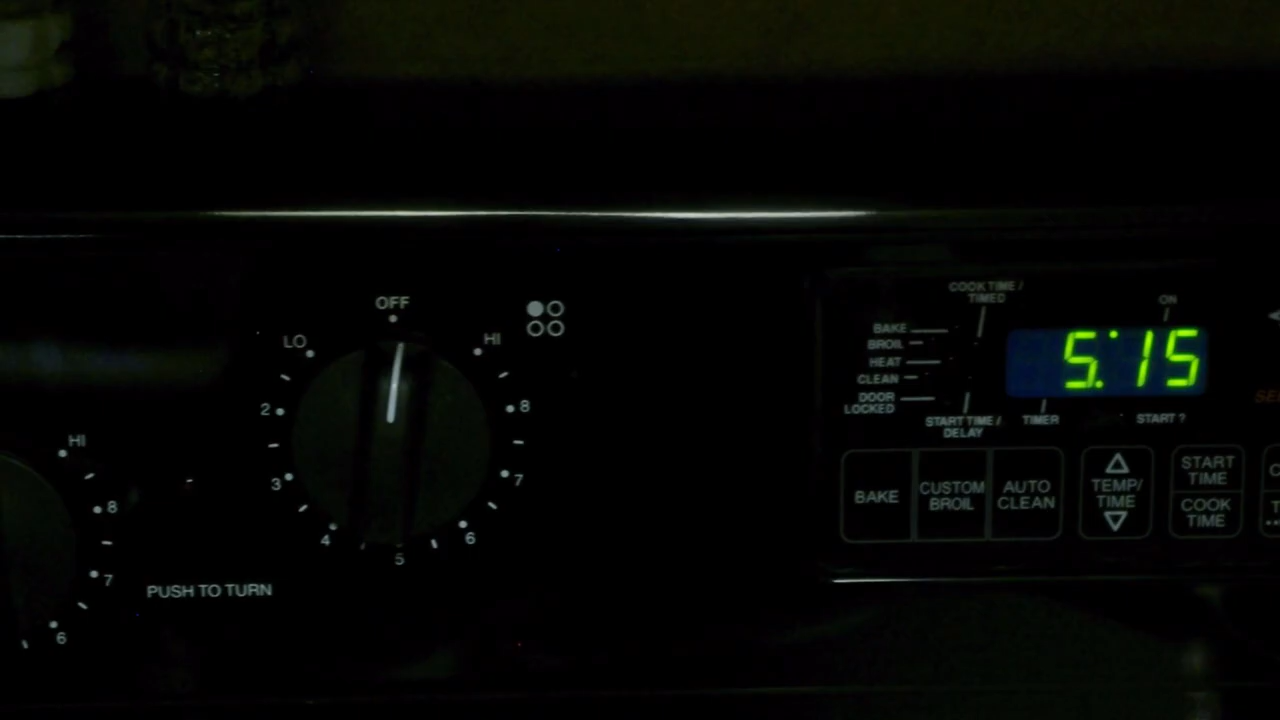 OFF
LO
HI
2
8
3
7
4
6
5
HI
8
7
6
PUSH TO TURN
COOK TIME /
TIMED
ON
BAKE
BROIL
HEAT
CLEAN
DOOR
LOCKED
5:15
START TIME /
DELAY
TIMER
START ?
BAKE
CUSTOM
BROIL
AUTO
CLEAN
TEMP/
TIME
START
TIME
COOK
TIME